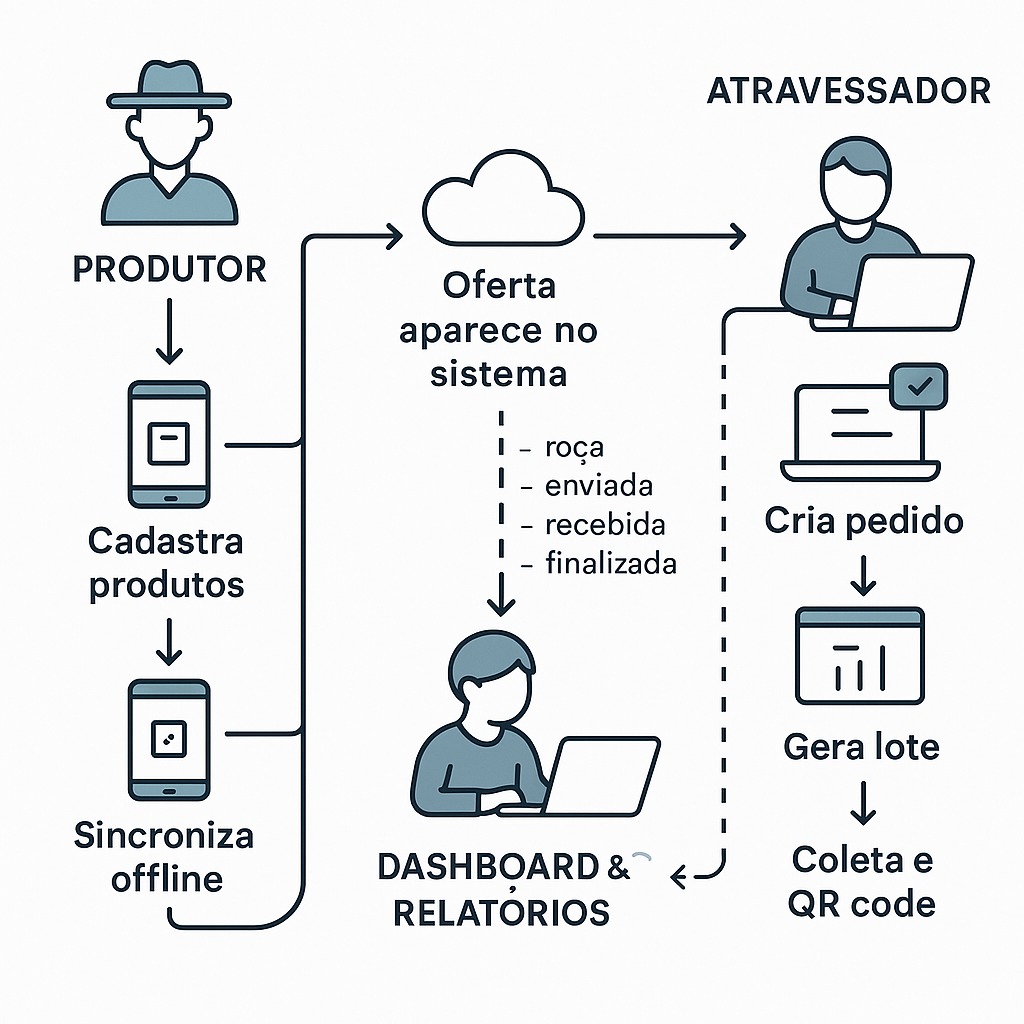 PRODUTOR
Cadastra
produtos
Sincroniza
offline
Oferta
aparece no
sistema
- roça
- enviada
- recebida
- finalizada
DASHBOARD &
RELATÓRIOS
ATRAVESSADOR
Cria pedido
Gera lote
Coleta e
QR code